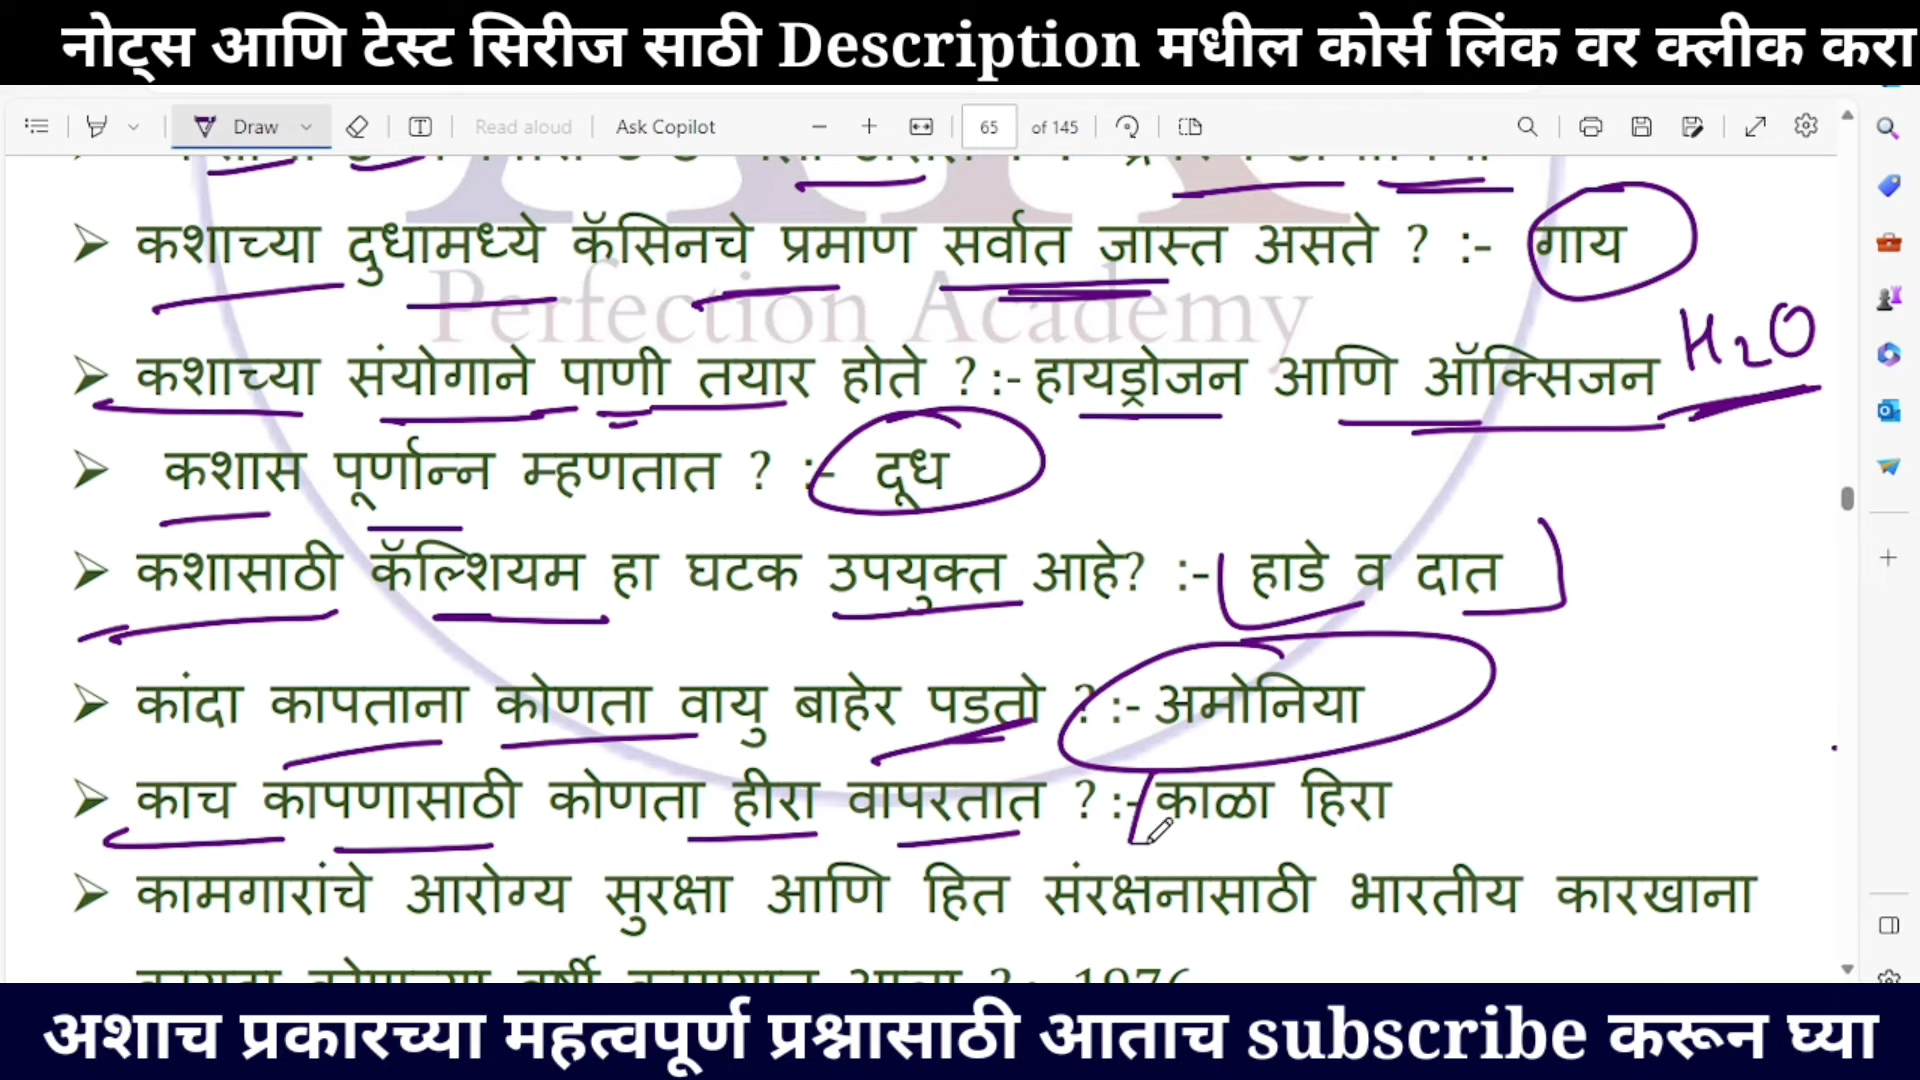 नोट्स आणि टेस्ट सिरीज साठी Description मधील कोर्स लिंक वर क्लीक करा
Draw Read aloud Ask Copilot 65 of 145
➢ कशाच्या दुधामध्ये कॅसिनचे प्रमाण सर्वात जास्त असते ? :- गाय
Perfection Academy
➢ कशाच्या संयोगाने पाणी तयार होते ? :- हायड्रोजन आणि ऑक्सिजन H2O
➢ कशास पूर्णान्न म्हणतात ? :- दूध
➢ कशासाठी कॅल्शियम हा घटक उपयुक्त आहे? :- हाडे व दात
➢ कांदा कापताना कोणता वायु बाहेर पडतो ? :- अमोनिया
➢ काच कापणासाठी कोणता हीरा वापरतात ? :- काळा हिरा
➢ कामगारांचे आरोग्य सुरक्षा आणि हित संरक्षनासाठी भारतीय कारखाना
अशाच प्रकारच्या महत्वपूर्ण प्रश्नासाठी आताच subscribe करून घ्या